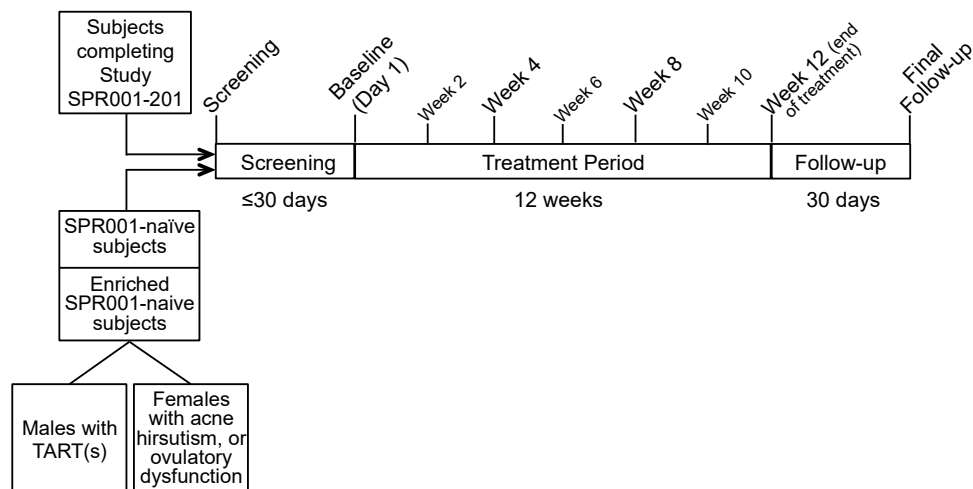 Subjects
completing
Study
SPR001-201
Screening
Baseline
(Day 1)
Week 2
Week 4
Week 6
Week 8
Week 10
Week 12 (end
of treatment)
Final
Follow-up
Screening
Treatment Period
Follow-up
≤30 days
12 weeks
30 days
SPR001-naïve
subjects
Enriched
SPR001-naive
subjects
Males with
TART(s)
Females
with acne
hirsutism, or
ovulatory
dysfunction